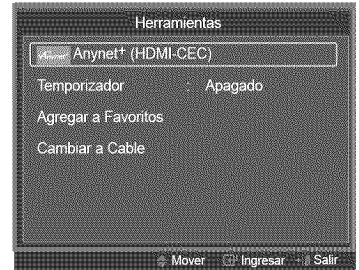 Herramientas
Anynet+ (HDMI-CEC)
Temporizador : Apagado
Agregar a Favoritos
Cambiar a Cable
Mover Ingresar Salir